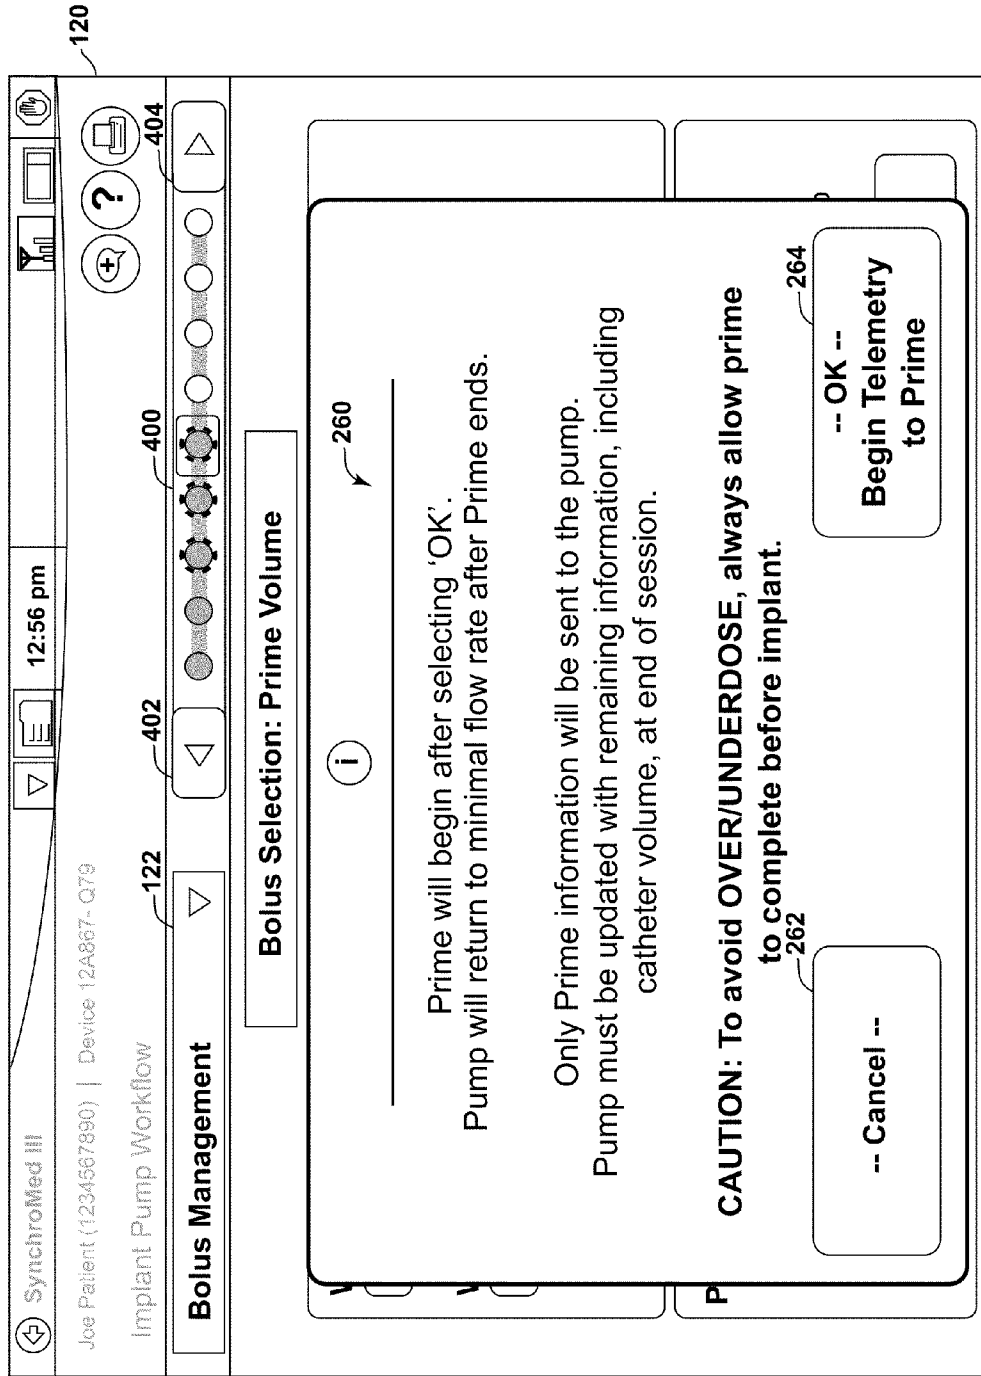 120
SynchroMed III
12:56 pm
Joe Patient (1234567890) | Device 12A867-Q79
Implant Pump Workflow
?
122
402
400
404
Bolus Management
Bolus Selection: Prime Volume
i
260
Prime will begin after selecting 'OK'.
Pump will return to minimal flow rate after Prime ends.
Only Prime information will be sent to the pump.
Pump must be updated with remaining information, including
catheter volume, at end of session.
CAUTION: To avoid OVER/UNDERDOSE, always allow prime
to complete before implant.
262
264
-- Cancel --
-- OK --
Begin Telemetry
to Prime
P